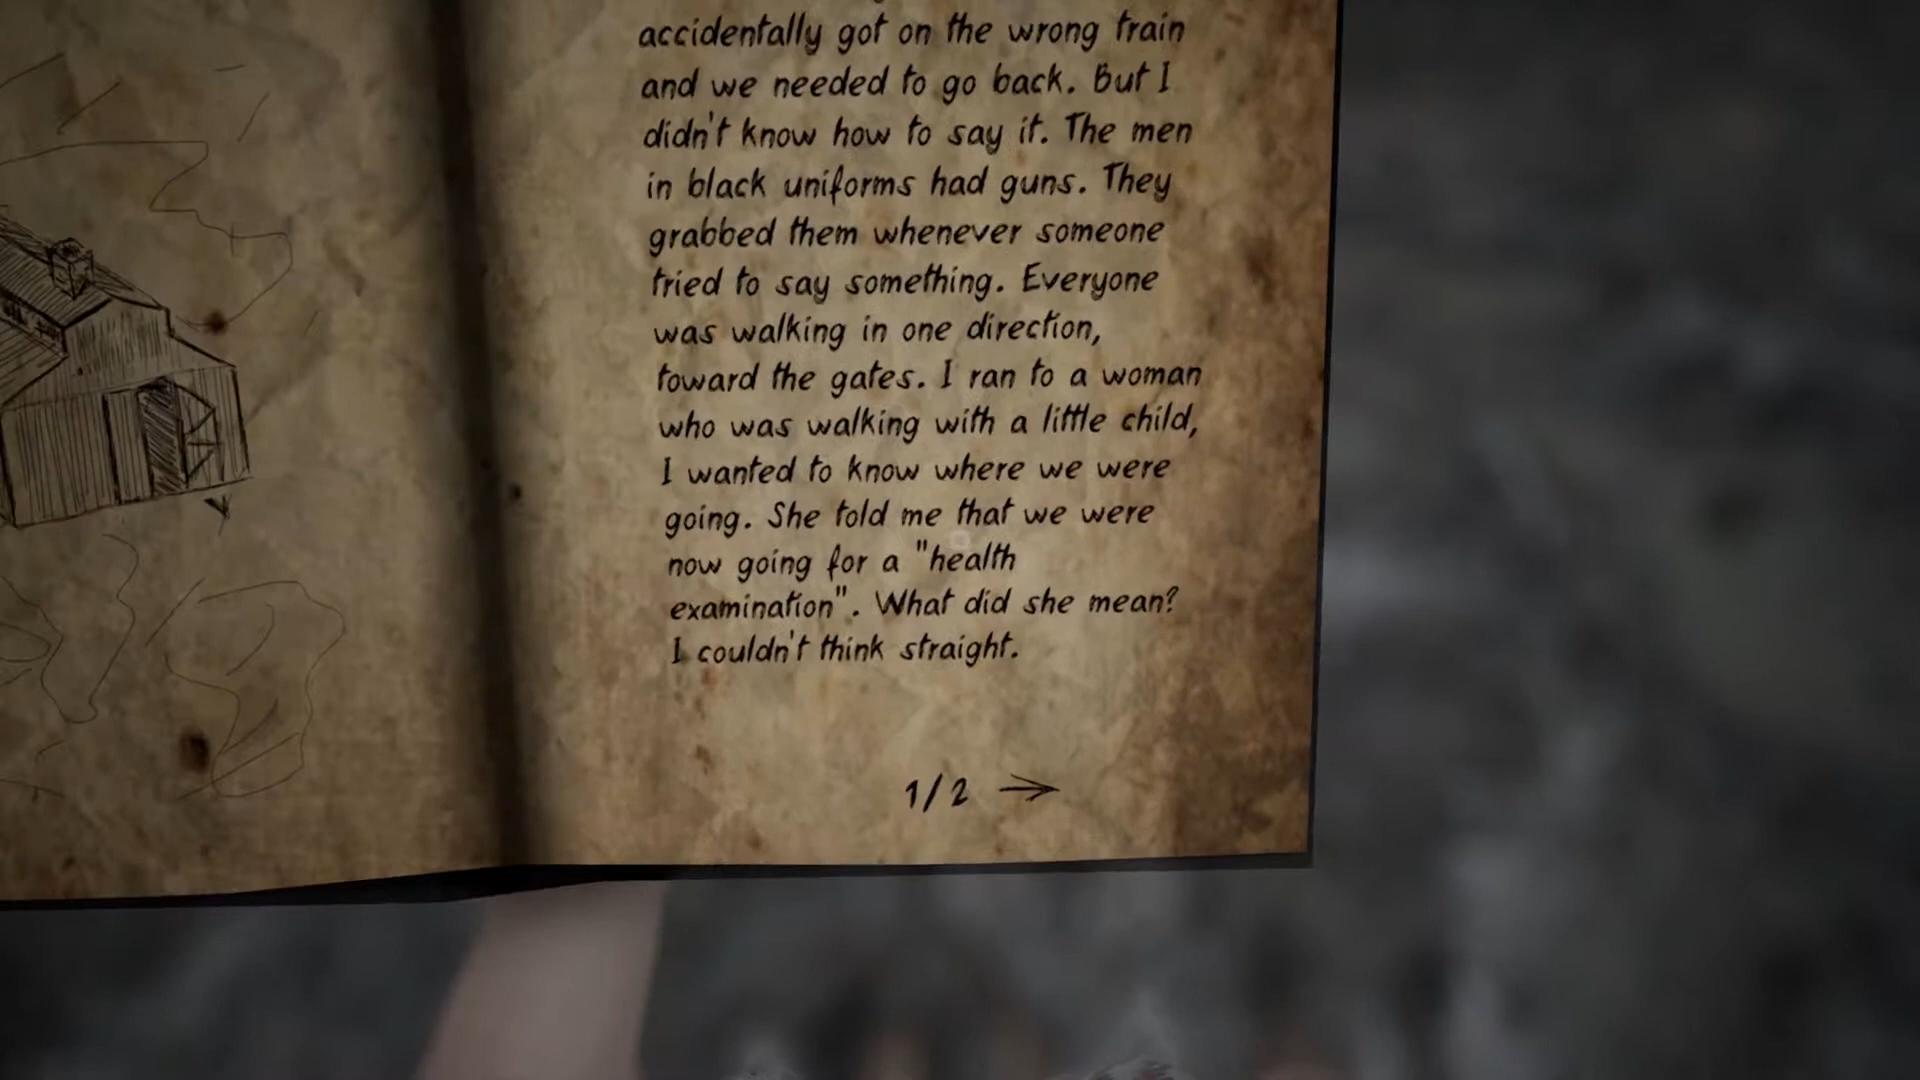 accidentally got on the wrong train
and we needed to go back. But I
didn't know how to say it. The men
in black uniforms had guns. They
grabbed them whenever someone
tried to say something. Everyone
was walking in one direction,
toward the gates. I ran to a woman
who was walking with a little child,
I wanted to know where we were
going. She told me that we were
now going for a "health
examination". What did she mean?
I couldn't think straight.
1/2 →